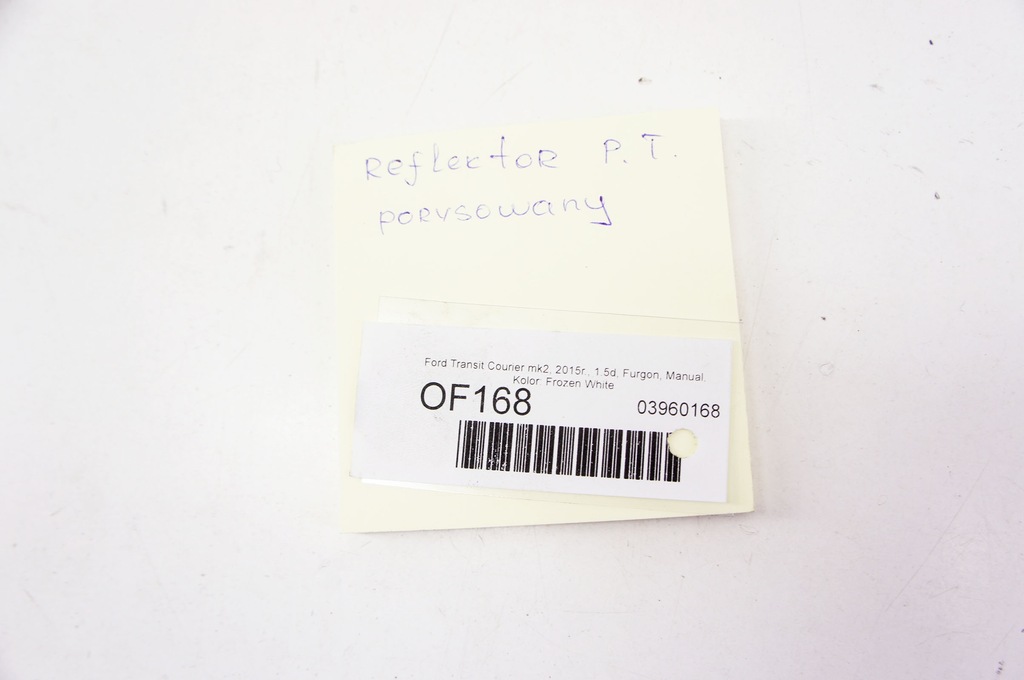 Reflektor P. T.
porysowany
Ford Transit Courier mk2, 2015r., 1.5d, Furgon, Manual,
Kolor: Frozen White
OF168
03960168